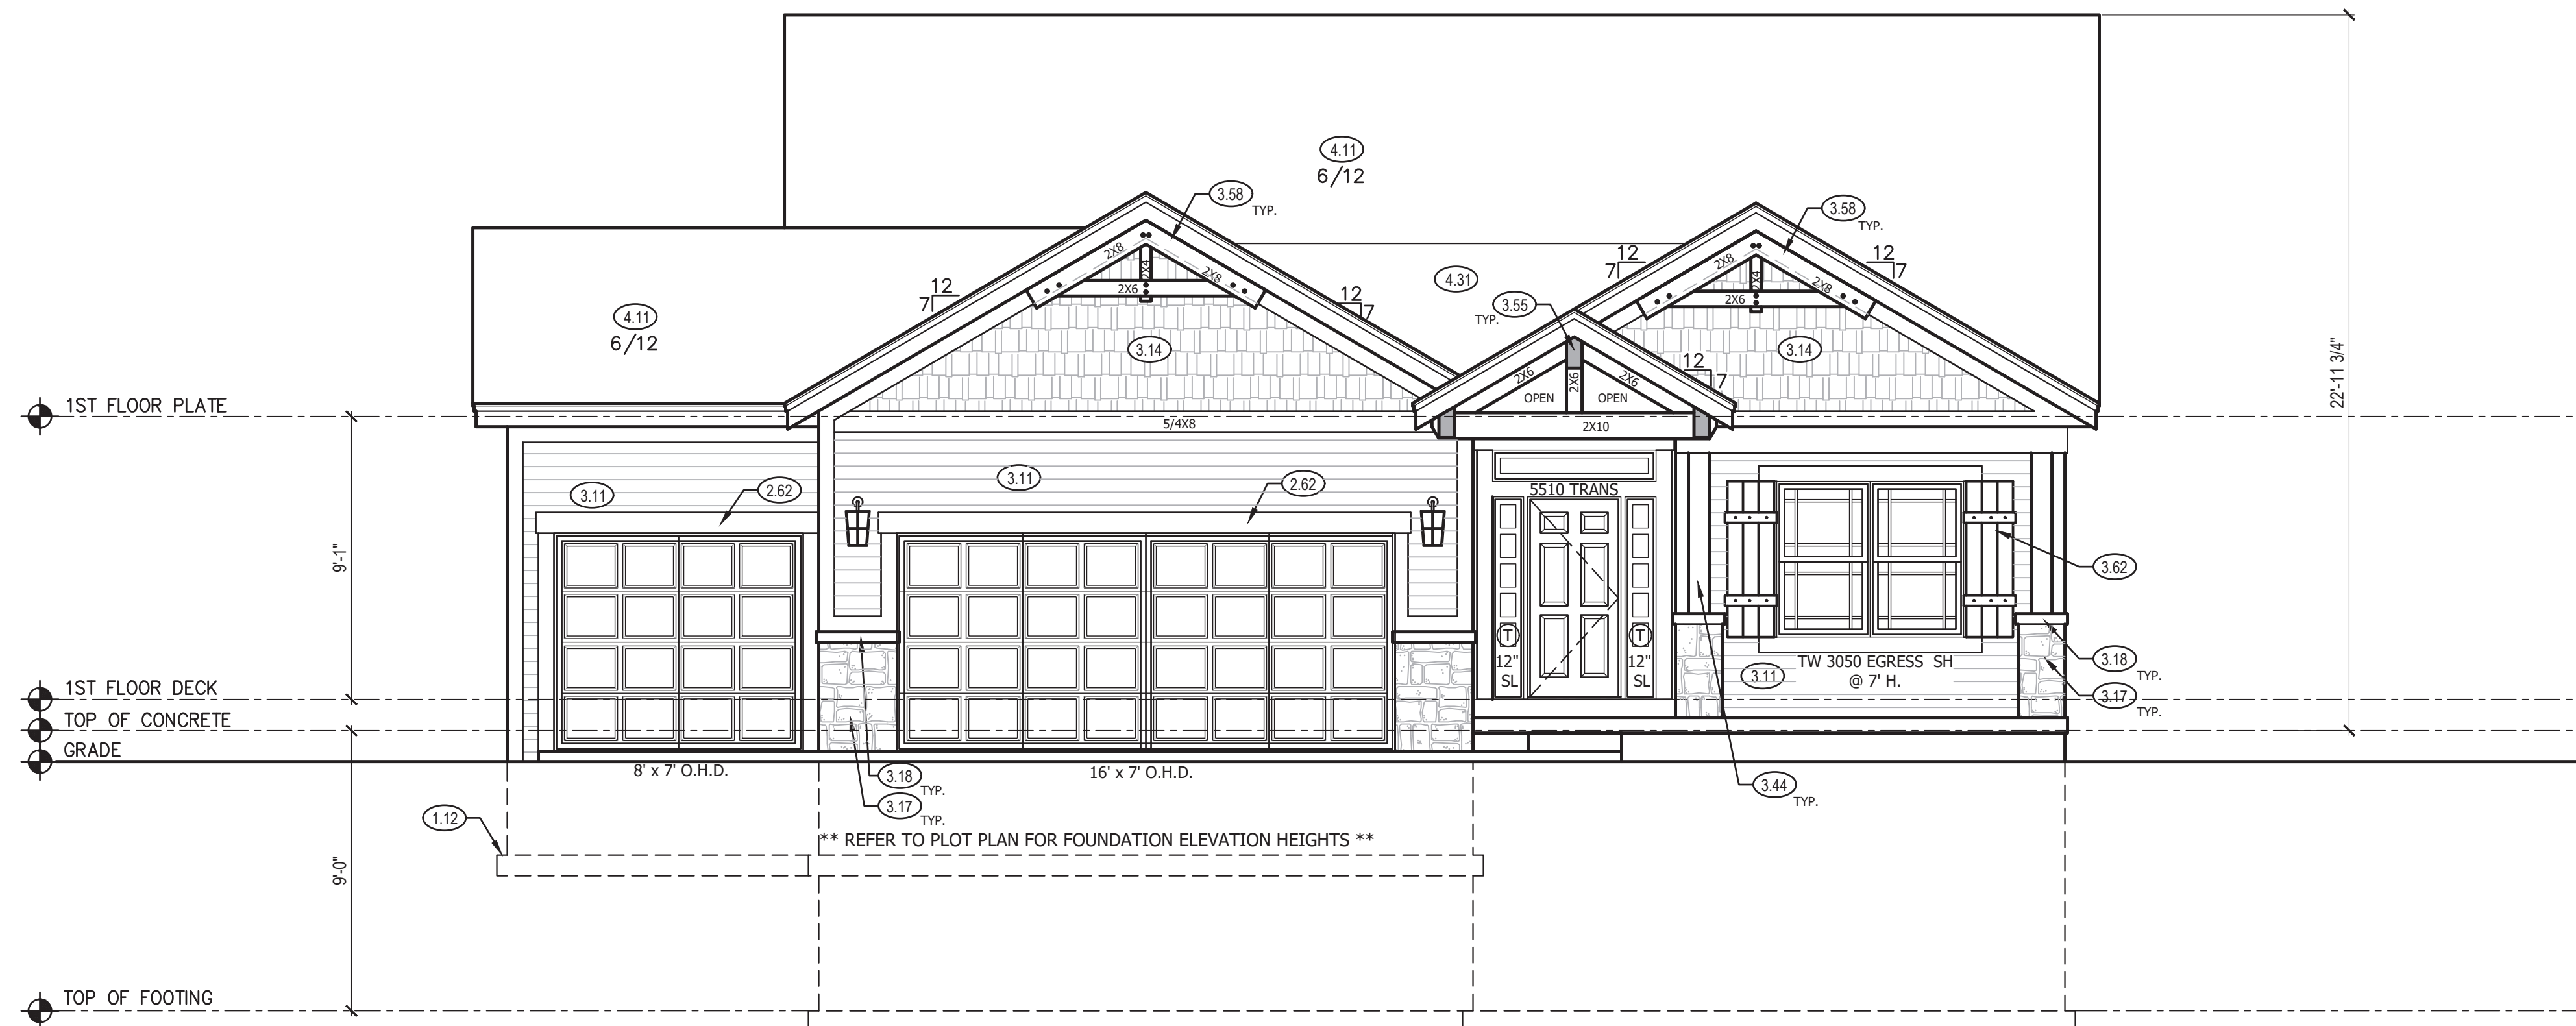 4.11
6/12
3.58
TYP.
3.58
TYP.
2X8
2X4
2X8
2X6
12
7
12
7
4.31
12
7
12
7
2X8
2X4
2X8
2X6
4.11
6/12
3.55
TYP.
3.14
3.14
12
7
2X6
2X6
2X6
OPEN
OPEN
22'-11 3/4"
1ST FLOOR PLATE
5/4X8
2X10
3.11
2.62
3.11
2.62
5510 TRANS
9'-1"
3.62
T
T
12"
SL
12"
SL
TW 3050 EGRESS SH
@ 7' H.
3.11
3.18
TYP.
3.17
TYP.
1ST FLOOR DECK
TOP OF CONCRETE
GRADE
8' x 7' O.H.D.
16' x 7' O.H.D.
3.18
TYP.
3.17
TYP.
3.44
TYP.
1.12
** REFER TO PLOT PLAN FOR FOUNDATION ELEVATION HEIGHTS **
9'-0"
TOP OF FOOTING